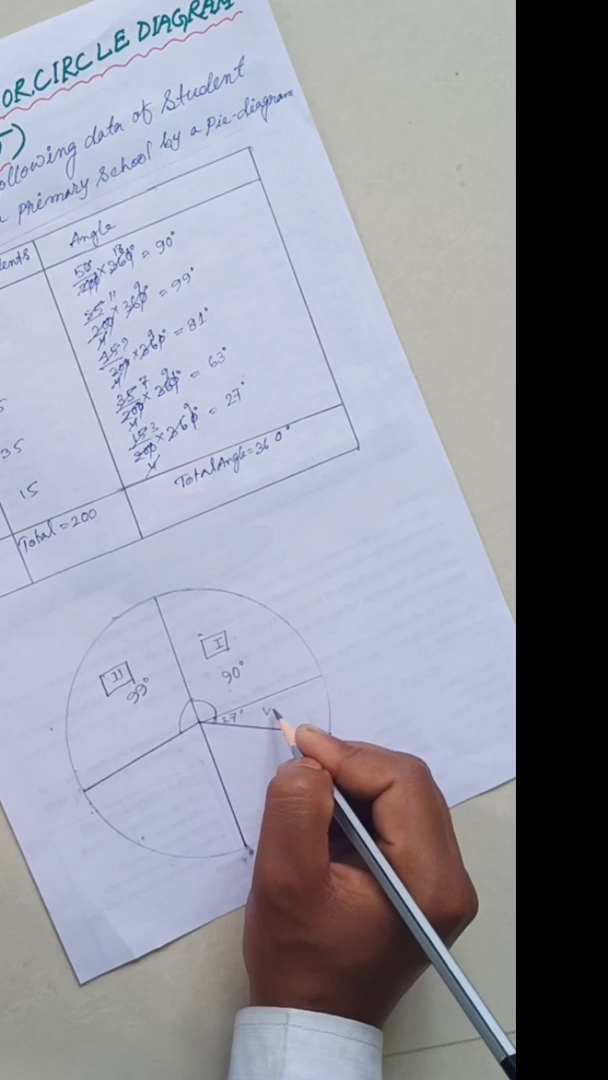 OR CIRCLE DIAGRAM
ollowing data of Student
primary School by a Pie-diagram
ents Angle
50/200 × 360° = 90°
55/200 × 360° = 99°
45/200 × 360° = 81°
35/200 × 360° = 63°
35
15/200 × 360° = 27°
15
Total = 200 Total Angle = 360°
I
II
90°
99°
27° V